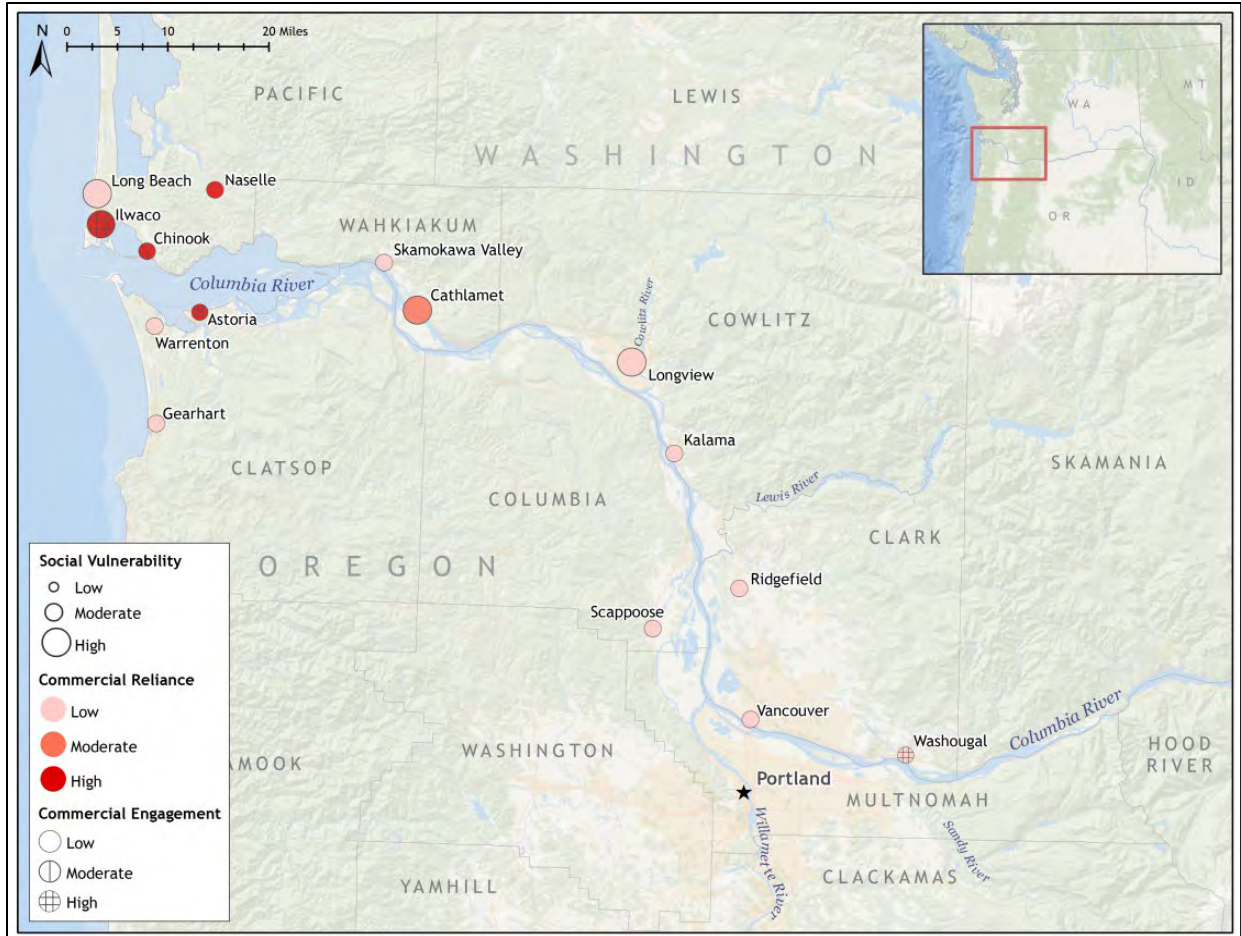 N
0 5 10 20 Miles
PACIFIC
LEWIS
WASHINGTON
WA
MT
ID
OR
Long Beach
Naselle
Ilwaco
Chinook
WAHKIAKUM
Skamokawa Valley
Columbia River
Cathlamet
Astoria
Warrenton
Cowlitz River
COWLITZ
Longview
Gearhart
Kalama
CLATSOP
COLUMBIA
Lewis River
SKAMANIA
CLARK
OREGON
Ridgefield
Scappoose
Vancouver
Washougal
Columbia River
WASHINGTON
AMOOK
HOOD
RIVER
Portland
MULTNOMAH
Willamette River
Sandy River
YAMHILL
CLACKAMAS
Social Vulnerability
Low
Moderate
High
Commercial Reliance
Low
Moderate
High
Commercial Engagement
Low
Moderate
High